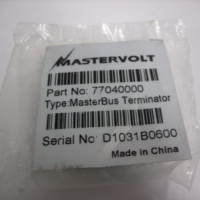 MASTERVOLT
Part No: 77040000
Type:MasterBus Terminator
Serial No: D1031B0600
Made in China